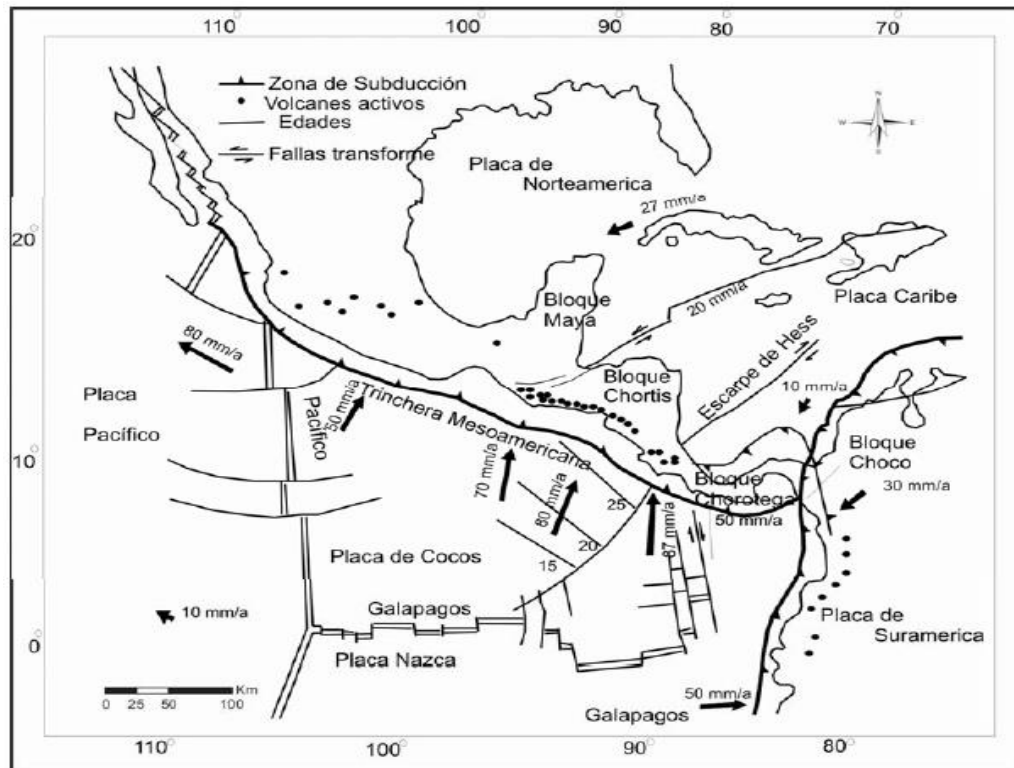 110° 100° 90° 80° 70°
Zona de Subducción
Volcanes activos
Edades
Fallas transforme
N
W E
S
Placa de
Norteamerica
27 mm/a
20°
Bloque
Maya
20 mm/a
Placa Caribe
80 mm/a
Bloque
Chortis
Escarpe de Hess
10 mm/a
Placa
Pacífico
Pacífico
50 mm/a
Trinchera Mesoamericana
10°
70 mm/a
80 mm/a
25
20
15
87 mm/a
Bloque
Chorotega
50 mm/a
Bloque
Choco
30 mm/a
Placa de Cocos
10 mm/a
Galapagos
0°
Placa Nazca
Placa de
Suramerica
Km
0 25 50 100
50 mm/a
Galapagos
110° 100° 90° 80°